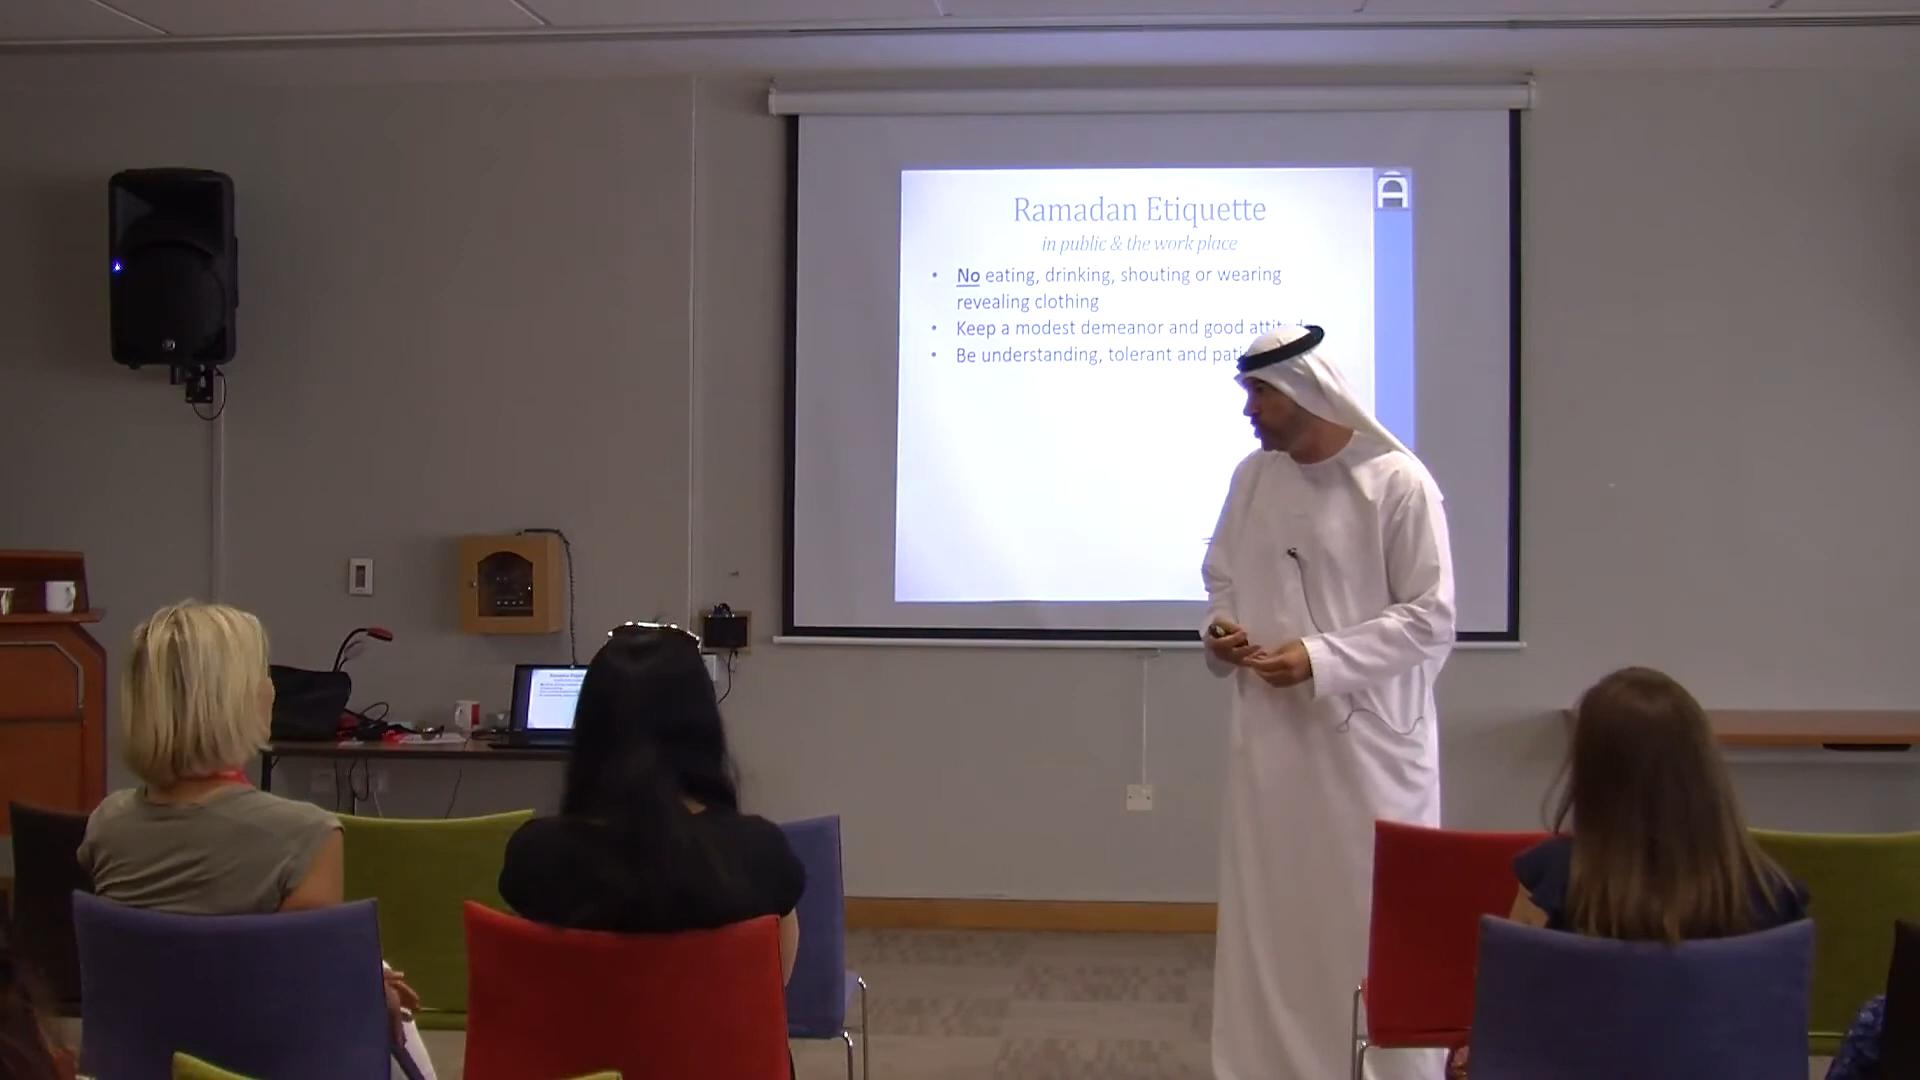 Ramadan Etiquette
in public & the work place
• No eating, drinking, shouting or wearing
revealing clothing
• Keep a modest demeanor and good
• Be understanding, tolerant and